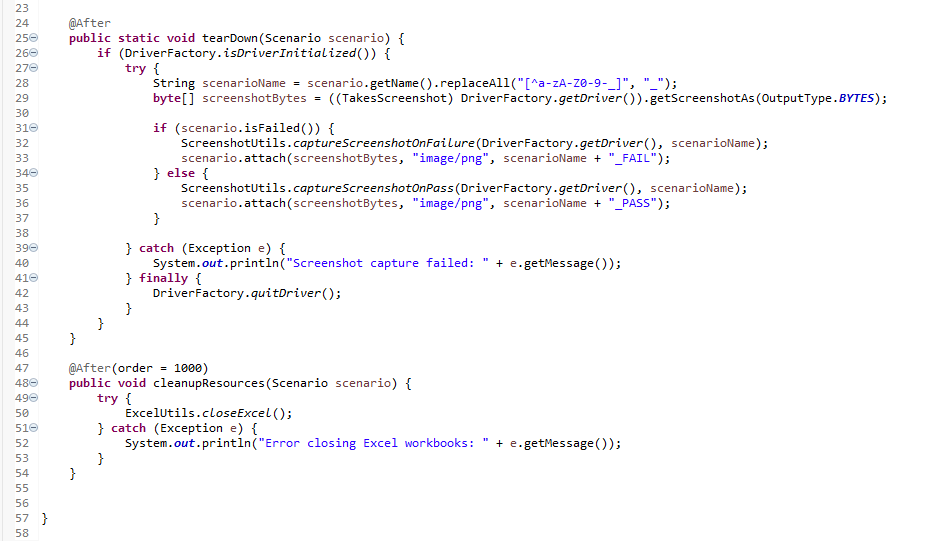 23
24     @After
25     public static void tearDown(Scenario scenario) {
26         if (DriverFactory.isDriverInitialized()) {
27             try {
28                 String scenarioName = scenario.getName().replaceAll("[^a-zA-Z0-9-_]", "_");
29                 byte[] screenshotBytes = ((TakesScreenshot) DriverFactory.getDriver()).getScreenshotAs(OutputType.BYTES);
30
31                 if (scenario.isFailed()) {
32                     ScreenshotUtils.captureScreenshotOnFailure(DriverFactory.getDriver(), scenarioName);
33                     scenario.attach(screenshotBytes, "image/png", scenarioName + "_FAIL");
34                 } else {
35                     ScreenshotUtils.captureScreenshotOnPass(DriverFactory.getDriver(), scenarioName);
36                     scenario.attach(screenshotBytes, "image/png", scenarioName + "_PASS");
37                 }
38
39             } catch (Exception e) {
40                 System.out.println("Screenshot capture failed: " + e.getMessage());
41             } finally {
42                 DriverFactory.quitDriver();
43             }
44         }
45     }
46
47     @After(order = 1000)
48     public void cleanupResources(Scenario scenario) {
49         try {
50             ExcelUtils.closeExcel();
51         } catch (Exception e) {
52             System.out.println("Error closing Excel workbooks: " + e.getMessage());
53         }
54     }
55
56
57 }
58